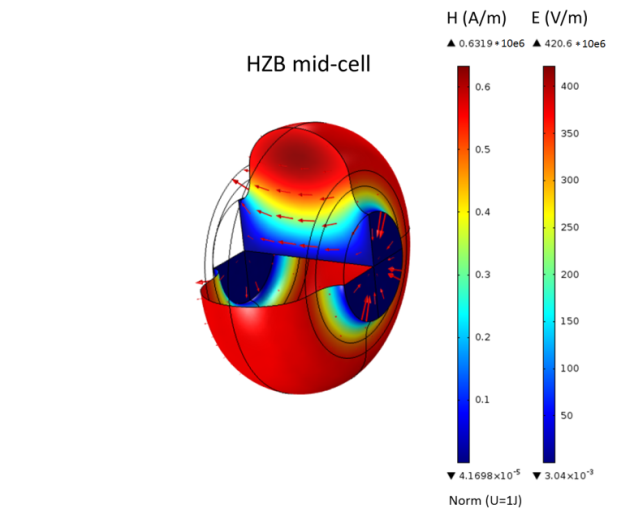 H (A/m) E (V/m)
▲ 0.6319 *10e6 ▲ 420.6 *10e6
HZB mid-cell
0.6
0.5
0.4
0.3
0.2
0.1
400
350
300
250
200
150
100
50
▼ 4.1698×10⁻⁵ ▼ 3.04×10⁻³
Norm (U=1J)